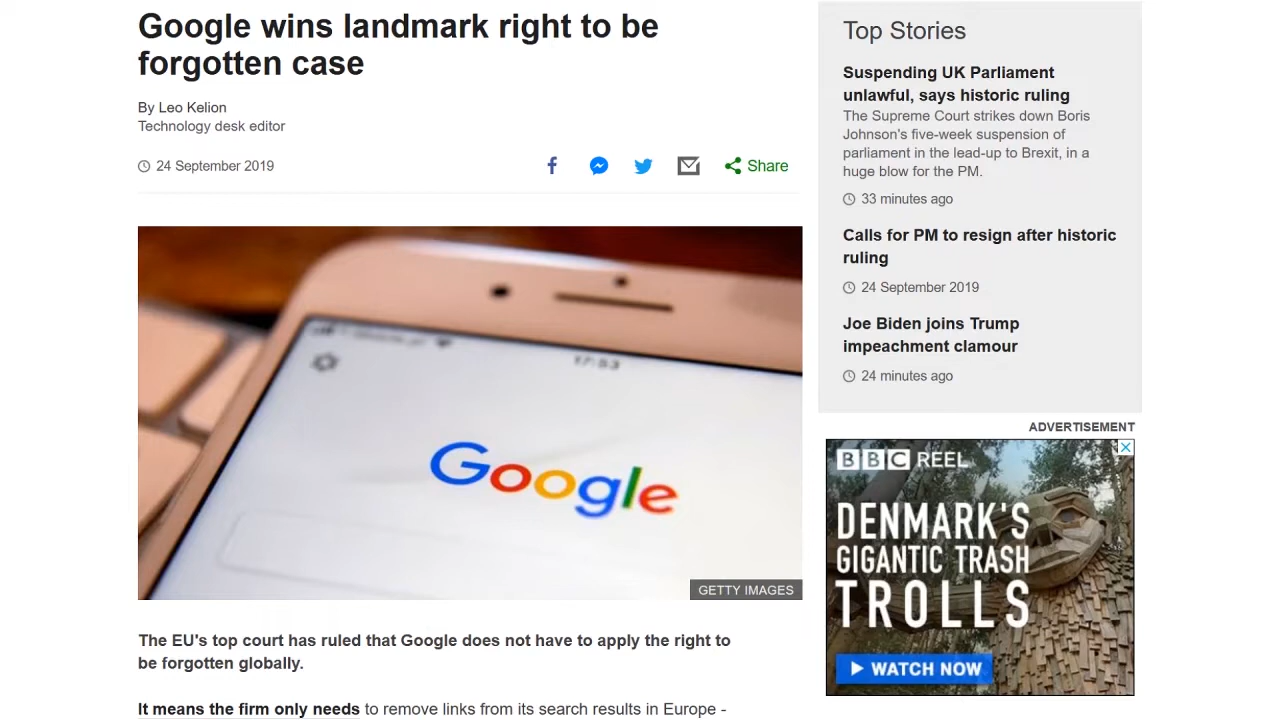 Google wins landmark right to be
forgotten case
By Leo Kelion
Technology desk editor
24 September 2019
Share
17:53
Google
GETTY IMAGES
The EU's top court has ruled that Google does not have to apply the right to
be forgotten globally.
It means the firm only needs to remove links from its search results in Europe -
Top Stories
Suspending UK Parliament
unlawful, says historic ruling
The Supreme Court strikes down Boris
Johnson's five-week suspension of
parliament in the lead-up to Brexit, in a
huge blow for the PM.
33 minutes ago
Calls for PM to resign after historic
ruling
24 September 2019
Joe Biden joins Trump
impeachment clamour
24 minutes ago
ADVERTISEMENT
BBC REEL
DENMARK'S
GIGANTIC TRASH
TROLLS
WATCH NOW